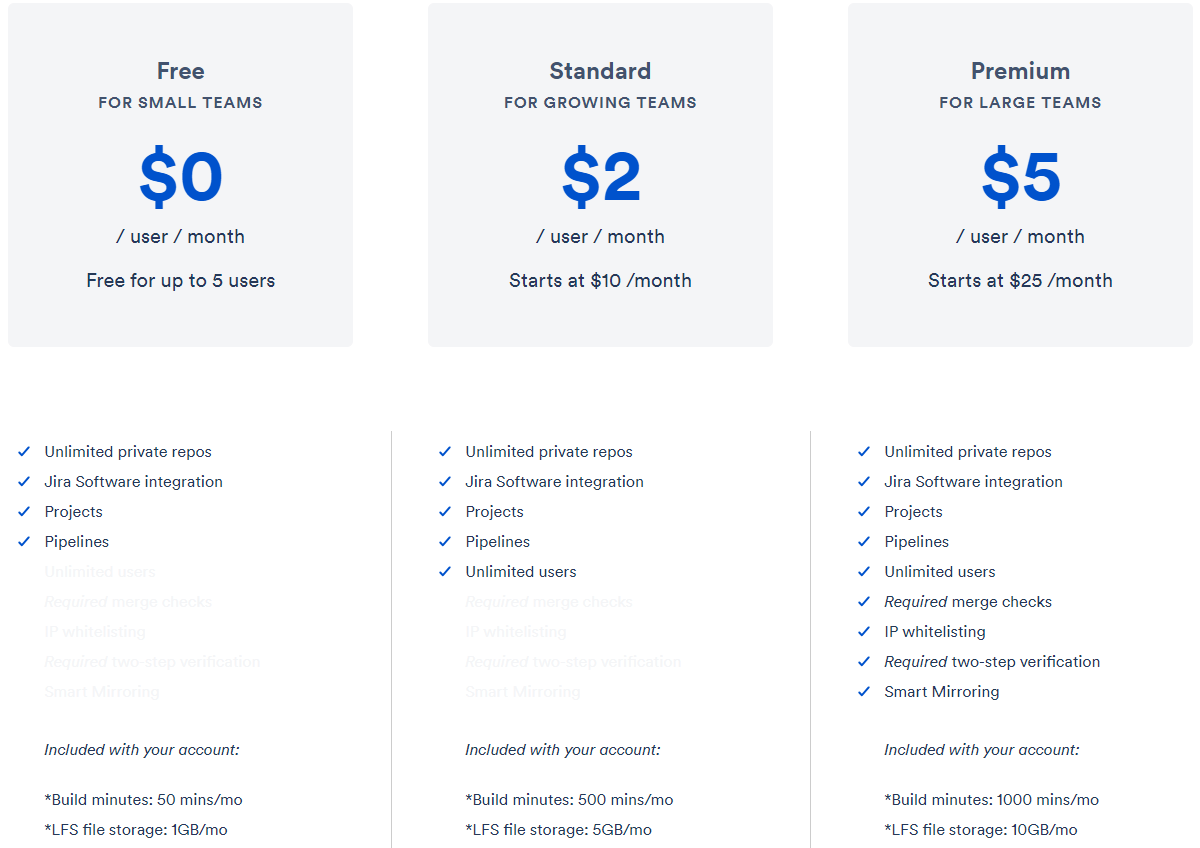 Free
FOR SMALL TEAMS
$0
/ user / month
Free for up to 5 users
Standard
FOR GROWING TEAMS
$2
/ user / month
Starts at $10 /month
Premium
FOR LARGE TEAMS
$5
/ user / month
Starts at $25 /month
Unlimited private repos
Jira Software integration
Projects
Pipelines
Unlimited users
Required merge checks
IP whitelisting
Required two-step verification
Smart Mirroring
Included with your account:
*Build minutes: 50 mins/mo
*LFS file storage: 1GB/mo
Unlimited private repos
Jira Software integration
Projects
Pipelines
Unlimited users
Required merge checks
IP whitelisting
Required two-step verification
Smart Mirroring
Included with your account:
*Build minutes: 500 mins/mo
*LFS file storage: 5GB/mo
Unlimited private repos
Jira Software integration
Projects
Pipelines
Unlimited users
Required merge checks
IP whitelisting
Required two-step verification
Smart Mirroring
Included with your account:
*Build minutes: 1000 mins/mo
*LFS file storage: 10GB/mo